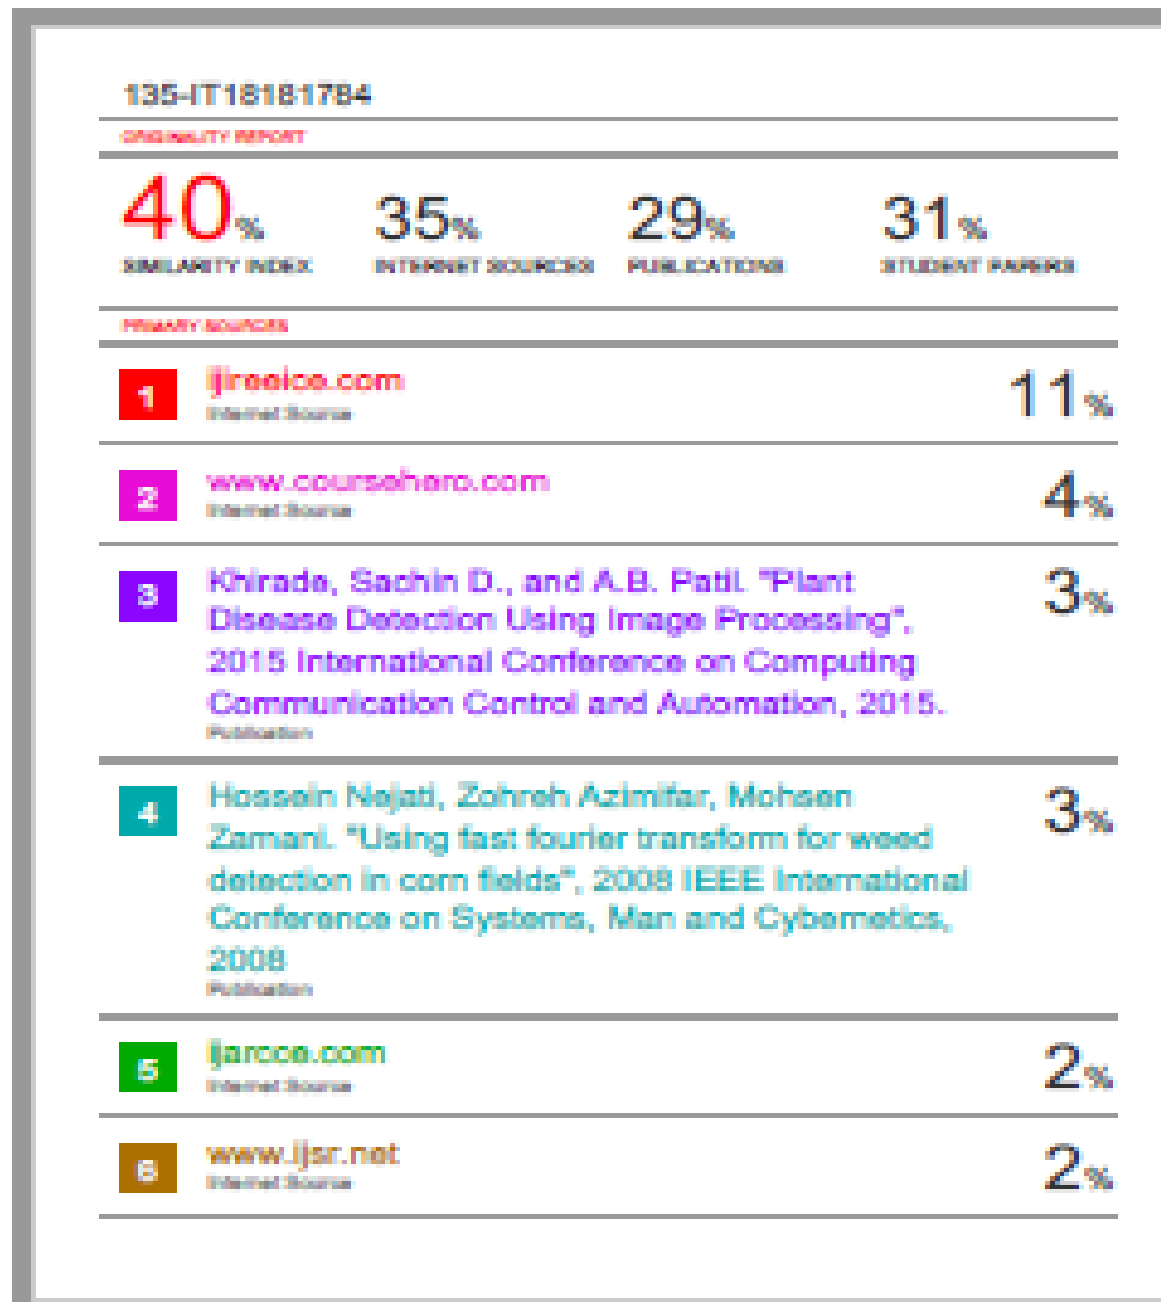 135-IT18181784
ORIGINALITY REPORT
40%
SIMILARITY INDEX
35%
INTERNET SOURCES
29%
PUBLICATIONS
31%
STUDENT PAPERS
PRIMARY SOURCES
1
ijireeice.com
Internet Source
11%
2
www.coursehero.com
Internet Source
4%
3
Khirade, Sachin D., and A.B. Patil. "Plant
Disease Detection Using Image Processing",
2015 International Conference on Computing
Communication Control and Automation, 2015.
Publication
3%
4
Hossein Nejati, Zohreh Azimifar, Mohsen
Zamani. "Using fast fourier transform for weed
detection in corn fields", 2008 IEEE International
Conference on Systems, Man and Cybernetics,
2008
Publication
3%
5
ijarcce.com
Internet Source
2%
6
www.ijsr.net
Internet Source
2%